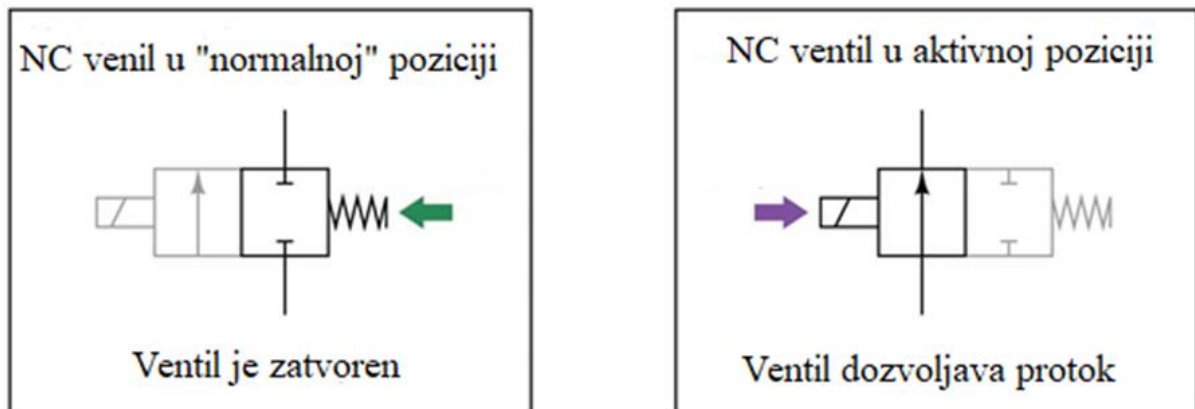 NC venil u "normalnoj" poziciji
Ventil je zatvoren
NC ventil u aktivnoj poziciji
Ventil dozvoljava protok